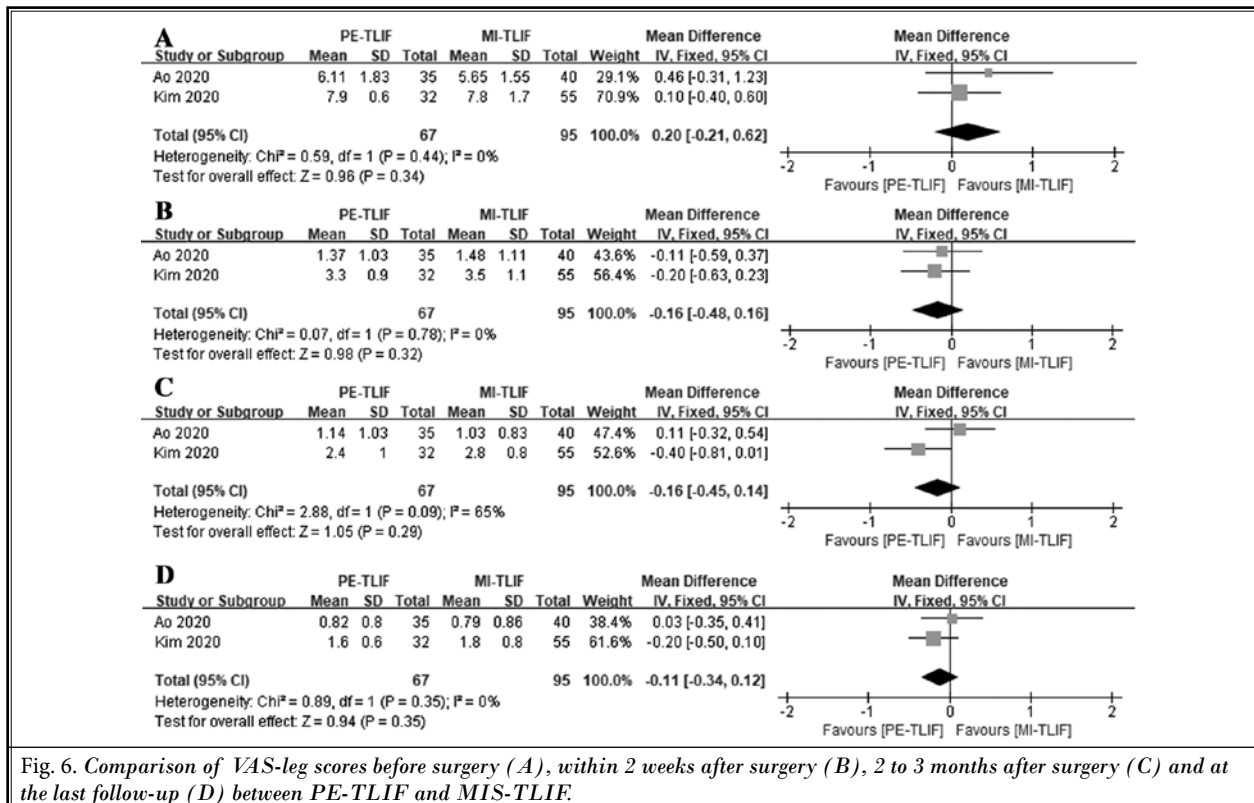 A
PE-TLIF MI-TLIF Mean Difference Mean Difference
Study or Subgroup Mean SD Total Mean SD Total Weight IV, Fixed, 95% CI IV, Fixed, 95% CI
Ao 2020 6.11 1.83 35 5.65 1.55 40 29.1% 0.46 [-0.31, 1.23]
Kim 2020 7.9 0.6 32 7.8 1.7 55 70.9% 0.10 [-0.40, 0.60]
Total (95% CI) 67 95 100.0% 0.20 [-0.21, 0.62]
Heterogeneity: Chi² = 0.59, df = 1 (P = 0.44); I² = 0%
Test for overall effect: Z = 0.96 (P = 0.34)
-2 -1 0 1 2
Favours [PE-TLIF] Favours [MI-TLIF]
B
PE-TLIF MI-TLIF Mean Difference Mean Difference
Study or Subgroup Mean SD Total Mean SD Total Weight IV, Fixed, 95% CI IV, Fixed, 95% CI
Ao 2020 1.37 1.03 35 1.48 1.11 40 43.6% -0.11 [-0.59, 0.37]
Kim 2020 3.3 0.9 32 3.5 1.1 55 56.4% -0.20 [-0.63, 0.23]
Total (95% CI) 67 95 100.0% -0.16 [-0.48, 0.16]
Heterogeneity: Chi² = 0.07, df = 1 (P = 0.78); I² = 0%
Test for overall effect: Z = 0.98 (P = 0.32)
-2 -1 0 1 2
Favours [PE-TLIF] Favours [MI-TLIF]
C
PE-TLIF MI-TLIF Mean Difference Mean Difference
Study or Subgroup Mean SD Total Mean SD Total Weight IV, Fixed, 95% CI IV, Fixed, 95% CI
Ao 2020 1.14 1.03 35 1.03 0.83 40 47.4% 0.11 [-0.32, 0.54]
Kim 2020 2.4 1 32 2.8 0.8 55 52.6% -0.40 [-0.81, 0.01]
Total (95% CI) 67 95 100.0% -0.16 [-0.45, 0.14]
Heterogeneity: Chi² = 2.88, df = 1 (P = 0.09); I² = 65%
Test for overall effect: Z = 1.05 (P = 0.29)
-2 -1 0 1 2
Favours [PE-TLIF] Favours [MI-TLIF]
D
PE-TLIF MI-TLIF Mean Difference Mean Difference
Study or Subgroup Mean SD Total Mean SD Total Weight IV, Fixed, 95% CI IV, Fixed, 95% CI
Ao 2020 0.82 0.8 35 0.79 0.86 40 38.4% 0.03 [-0.35, 0.41]
Kim 2020 1.6 0.6 32 1.8 0.8 55 61.6% -0.20 [-0.50, 0.10]
Total (95% CI) 67 95 100.0% -0.11 [-0.34, 0.12]
Heterogeneity: Chi² = 0.89, df = 1 (P = 0.35); I² = 0%
Test for overall effect: Z = 0.94 (P = 0.35)
-2 -1 0 1 2
Favours [PE-TLIF] Favours [MI-TLIF]
Fig. 6. Comparison of VAS-leg scores before surgery (A), within 2 weeks after surgery (B), 2 to 3 months after surgery (C) and at
the last follow-up (D) between PE-TLIF and MIS-TLIF.